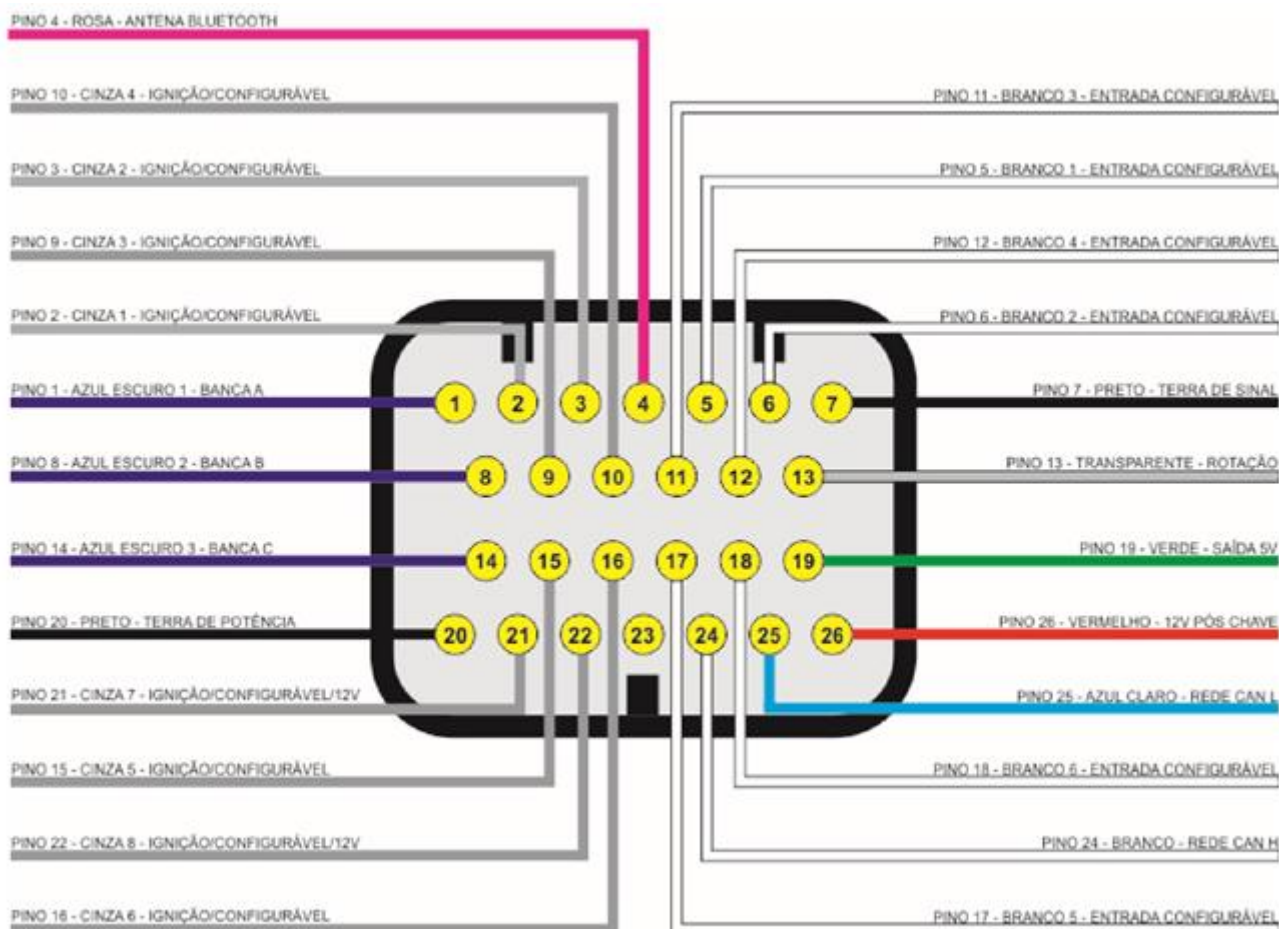 PINO 4 - ROSA - ANTENA BLUETOOTH
PINO 10 - CINZA 4 - IGNIÇÃO/CONFIGURÁVEL
PINO 11 - BRANCO 3 - ENTRADA CONFIGURÁVEL
PINO 3 - CINZA 2 - IGNIÇÃO/CONFIGURÁVEL
PINO 5 - BRANCO 1 - ENTRADA CONFIGURÁVEL
PINO 9 - CINZA 3 - IGNIÇÃO/CONFIGURÁVEL
PINO 12 - BRANCO 4 - ENTRADA CONFIGURÁVEL
PINO 2 - CINZA 1 - IGNIÇÃO/CONFIGURÁVEL
PINO 6 - BRANCO 2 - ENTRADA CONFIGURÁVEL
PINO 1 - AZUL ESCURO 1 - BANCA A
1 2 3 4 5 6 7
PINO 7 - PRETO - TERRA DE SINAL
PINO 8 - AZUL ESCURO 2 - BANCA B
8 9 10 11 12 13
PINO 13 - TRANSPARENTE - ROTAÇÃO
PINO 14 - AZUL ESCURO 3 - BANCA C
14 15 16 17 18 19
PINO 19 - VERDE - SAÍDA 5V
PINO 20 - PRETO - TERRA DE POTÊNCIA
20 21 22 23 24 25 26
PINO 26 - VERMELHO - 12V PÓS CHAVE
PINO 21 - CINZA 7 - IGNIÇÃO/CONFIGURÁVEL/12V
PINO 25 - AZUL CLARO - REDE CAN L
PINO 15 - CINZA 5 - IGNIÇÃO/CONFIGURÁVEL
PINO 18 - BRANCO 6 - ENTRADA CONFIGURÁVEL
PINO 22 - CINZA 8 - IGNIÇÃO/CONFIGURÁVEL/12V
PINO 24 - BRANCO - REDE CAN H
PINO 16 - CINZA 6 - IGNIÇÃO/CONFIGURÁVEL
PINO 17 - BRANCO 5 - ENTRADA CONFIGURÁVEL